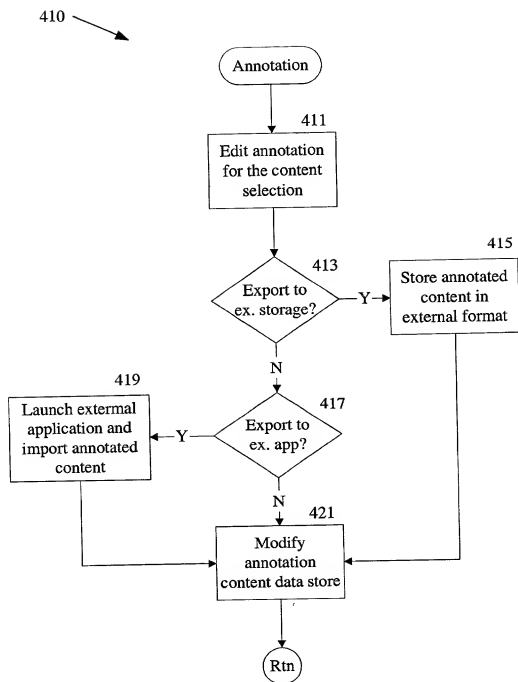 410
Annotation
411
Edit annotation
for the content
selection
413
Export to
ex. storage?
Y
415
Store annotated
content in
external format
N
419
Launch extermal
application and
import annotated
content
Y
417
Export to
ex. app?
N
421
Modify
annotation
content data store
Rtn